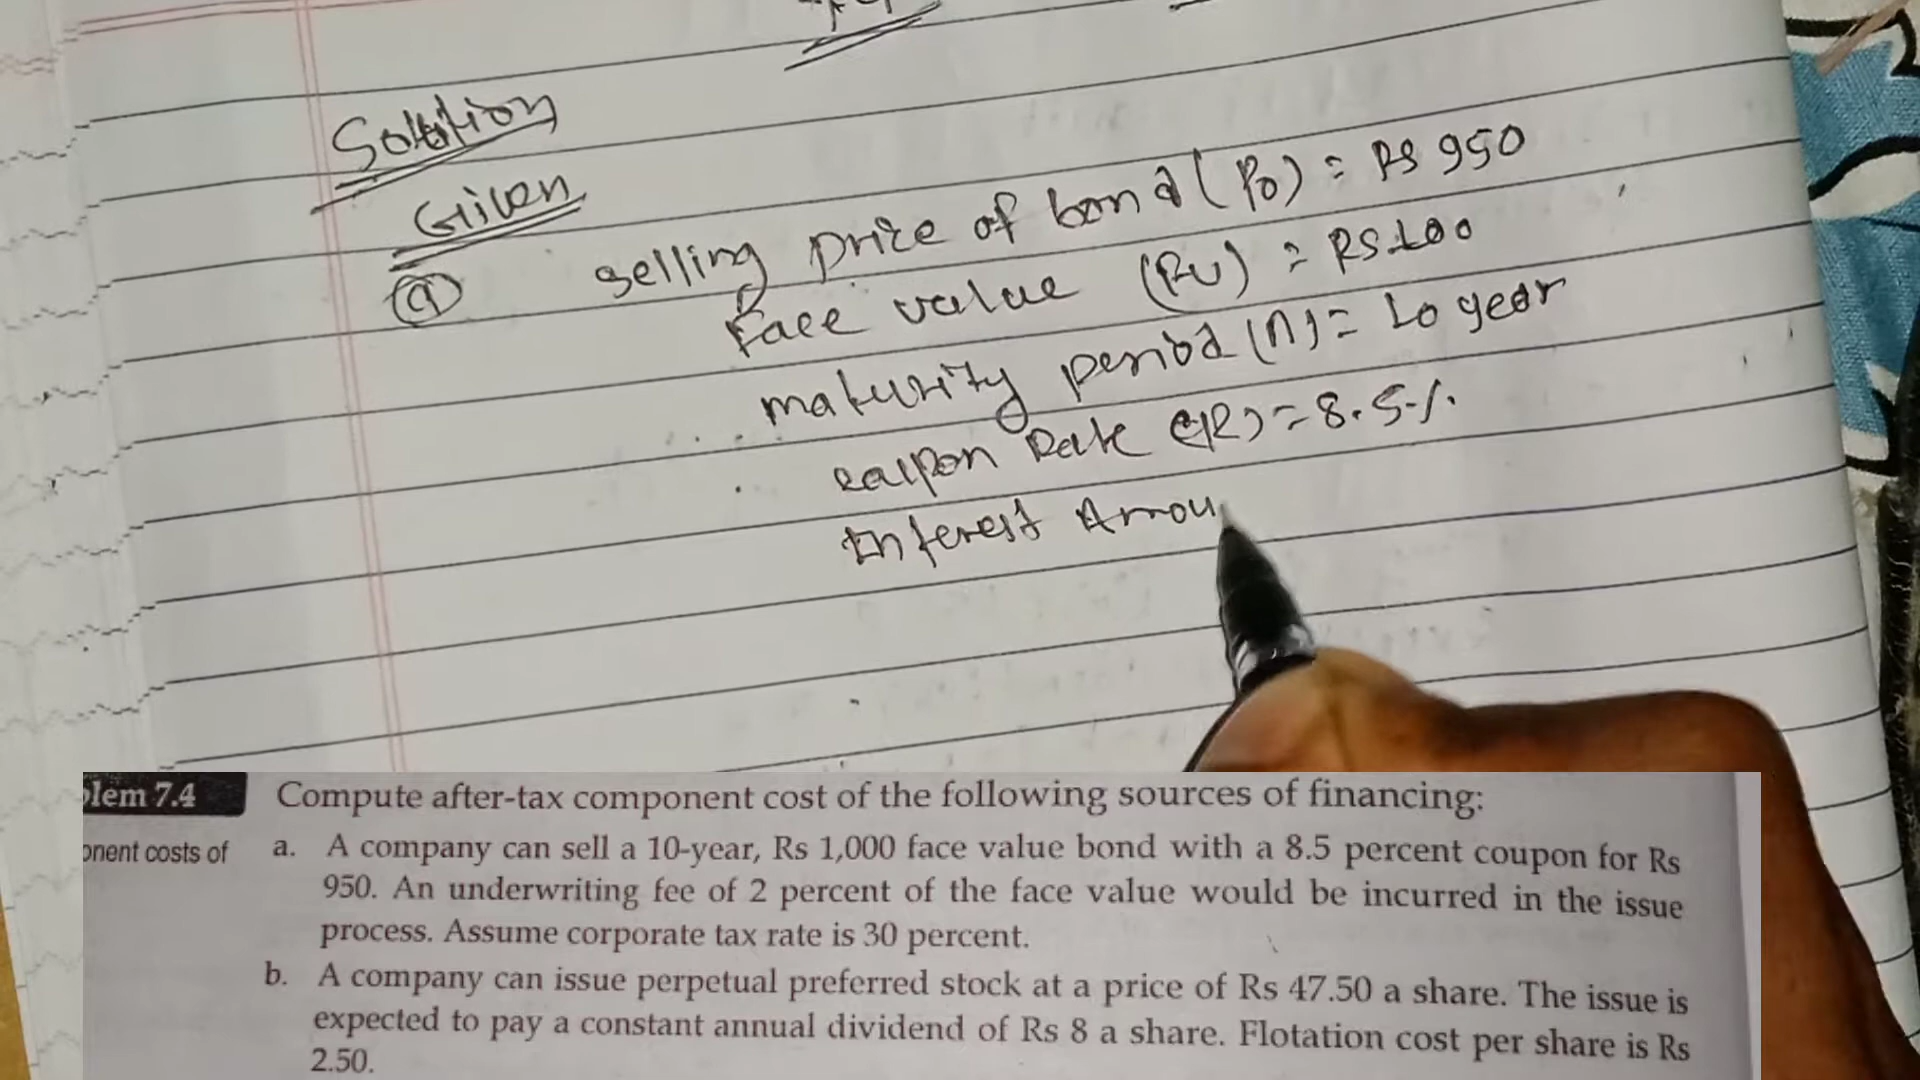 Solution
Given
(a) selling price of bond (Po) = RS 950
Face value (FV) = RS.100
maturity period (n) = 10 year
Rate (R) = 8.5%
Interest Amou
lem 7.4
Compute after-tax component cost of the following sources of financing:
onent costs of
a. A company can sell a 10-year, Rs 1,000 face value bond with a 8.5 percent coupon for Rs
950. An underwriting fee of 2 percent of the face value would be incurred in the issue
process. Assume corporate tax rate is 30 percent.
b. A company can issue perpetual preferred stock at a price of Rs 47.50 a share. The issue is
expected to pay a constant annual dividend of Rs 8 a share. Flotation cost per share is Rs
2.50.